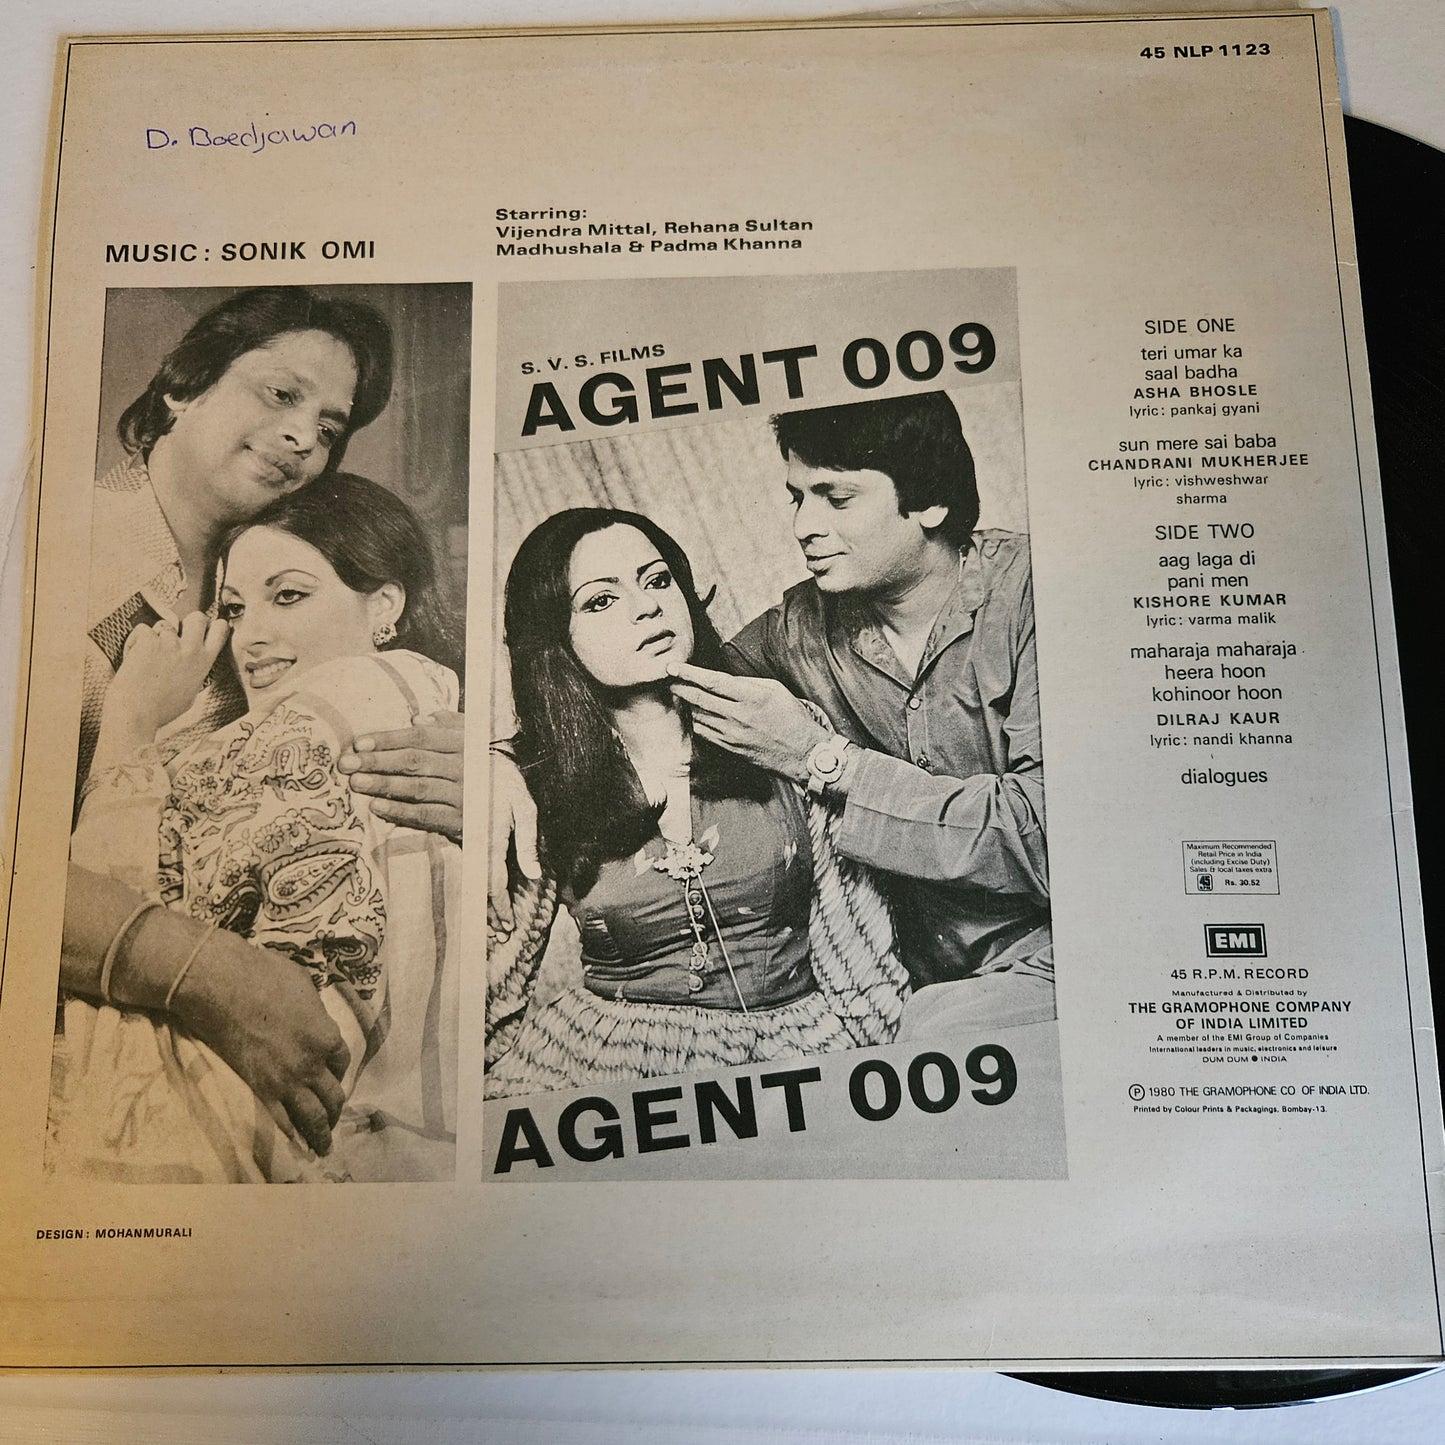 45 NLP 1123
D. Boedjawan
Starring:
Vijendra Mittal, Rehana Sultan
Madhushala & Padma Khanna
MUSIC: SONIK OMI
S. V. S. FILMS
AGENT 009
AGENT 009
SIDE ONE
teri umar ka
saal badha
ASHA BHOSLE
lyric: pankaj gyani
sun mere sai baba
CHANDRANI MUKHERJEE
lyric: vishweshwar
sharma
SIDE TWO
aag laga di
pani men
KISHORE KUMAR
lyric: varma malik
maharaja maharaja
heera hoon
kohinoor hoon
DILRAJ KAUR
lyric: nandi khanna
dialogues
Maximum Recommended
Retail Price in India
(including Excise Duty)
Sales & local taxes extra
45 RPM Rs. 30.52
EMI
45 R.P.M. RECORD
Manufactured & Distributed by
THE GRAMOPHONE COMPANY
OF INDIA LIMITED
A member of the EMI Group of Companies
International leaders in music, electronics and leisure
DUM DUM ● INDIA
Ⓟ 1980 THE GRAMOPHONE CO OF INDIA LTD.
Printed by Colour Prints & Packagings, Bombay-13.
DESIGN: MOHANMURALI